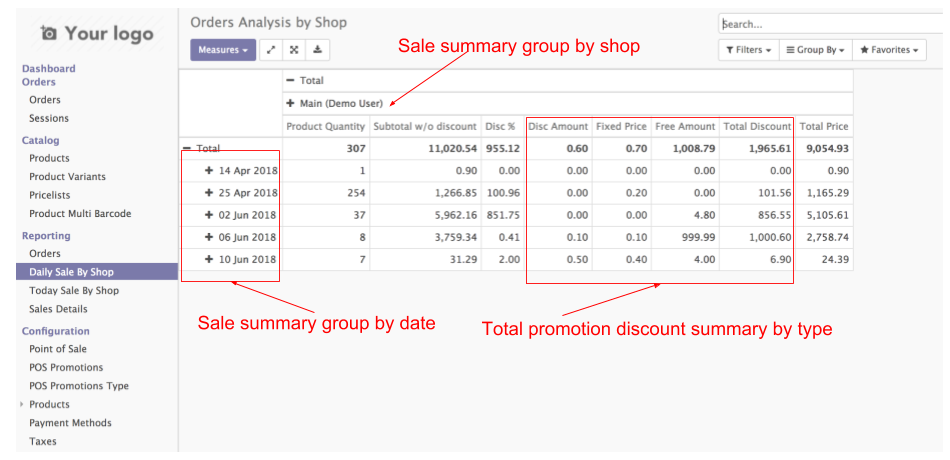 Your logo
Dashboard
Orders
Orders
Sessions
Catalog
Products
Product Variants
Pricelists
Product Multi Barcode
Reporting
Orders
Daily Sale By Shop
Today Sale By Shop
Sales Details
Configuration
Point of Sale
POS Promotions
POS Promotions Type
Products
Payment Methods
Taxes
Orders Analysis by Shop
Search...
Measures
Filters Group By Favorites
Sale summary group by shop
Total
Main (Demo User)
Product Quantity Subtotal w/o discount Disc % Disc Amount Fixed Price Free Amount Total Discount Total Price
Total 307 11,020.54 955.12 0.60 0.70 1,008.79 1,965.61 9,054.93
14 Apr 2018 1 0.90 0.00 0.00 0.00 0.00 0.00 0.90
25 Apr 2018 254 1,266.85 100.96 0.00 0.20 0.00 101.56 1,165.29
02 Jun 2018 37 5,962.16 851.75 0.00 0.00 4.80 856.55 5,105.61
06 Jun 2018 8 3,759.34 0.41 0.10 0.10 999.99 1,000.60 2,758.74
10 Jun 2018 7 31.29 2.00 0.50 0.40 4.00 6.90 24.39
Sale summary group by date
Total promotion discount summary by type